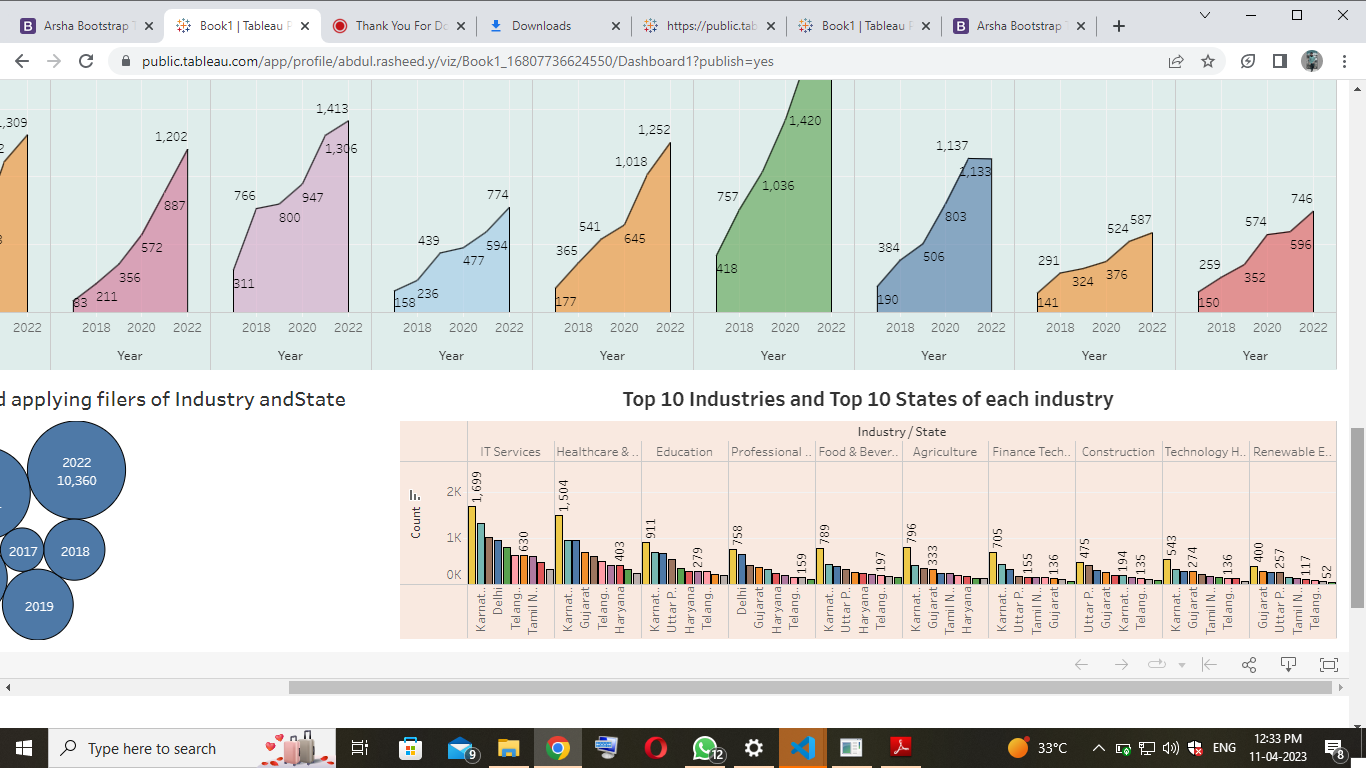 Arsha Bootstrap T
Book1 | Tableau P
Thank You For Do
Downloads
https://public.tab
Book1 | Tableau P
Arsha Bootstrap T
public.tableau.com/app/profile/abdul.rasheed.y/viz/Book1_16807736624550/Dashboard1?publish=yes
,309
2022
1,202
887
572
356
211
63
2018 2020 2022
Year
1,413
1,306
947
800
766
311
2018 2020 2022
Year
774
594
477
439
236
158
2018 2020 2022
Year
1,252
1,018
645
541
365
177
2018 2020 2022
Year
1,420
1,036
757
418
2018 2020 2022
Year
1,137
1,133
803
506
384
190
2018 2020 2022
Year
587
524
376
324
291
141
2018 2020 2022
Year
746
596
574
352
259
150
2018 2020 2022
Year
d applying filers of Industry andState
2022
10,360
2017
2018
2019
Top 10 Industries and Top 10 States of each industry
Industry / State
IT Services Healthcare & .. Education Professional .. Food & Bever.. Agriculture Finance Tech.. Construction Technology H.. Renewable E..
Count
2K
1K
0K
1,699 630 1,504 403 911 279 758 159 789 197 796 333 705 155 136 475 194 135 543 274 136 400 257 117 52
Karnat.. Delhi Telang.. Tamil N.. Karnat.. Gujarat Telang.. Haryana Karnat.. Uttar P.. Haryana Telang.. Delhi Gujarat Haryana Telang.. Karnat.. Uttar P.. Haryana Tamil N.. Karnat.. Gujarat Tamil N.. Haryana Karnat.. Uttar P.. Tamil N.. Gujarat Uttar P.. Gujarat Karnat.. Telang.. Karnat.. Gujarat Tamil N.. Telang.. Gujarat Uttar P.. Tamil N.. Telang..
Type here to search
9
12
33°C
ENG
12:33 PM
11-04-2023
8